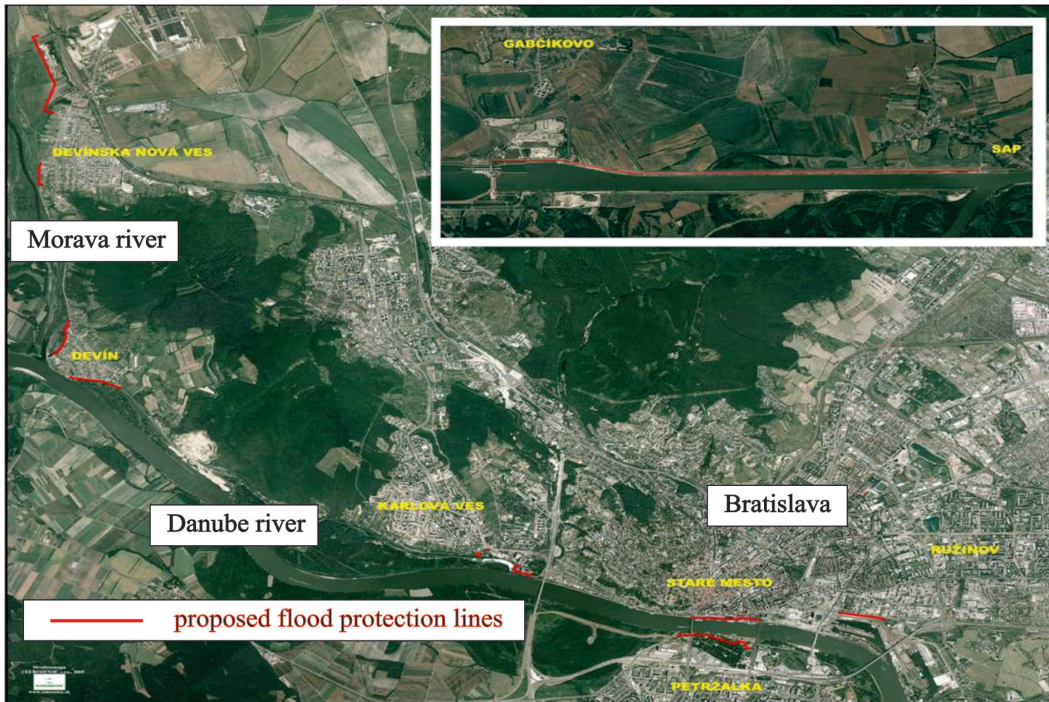 GABČÍKOVO
SAP
DEVÍNSKA NOVÁ VES
Morava river
DEVÍN
KARLOVA VES
Bratislava
Danube river
RUŽINOV
STARÉ MESTO
proposed flood protection lines
PETRŽALKA